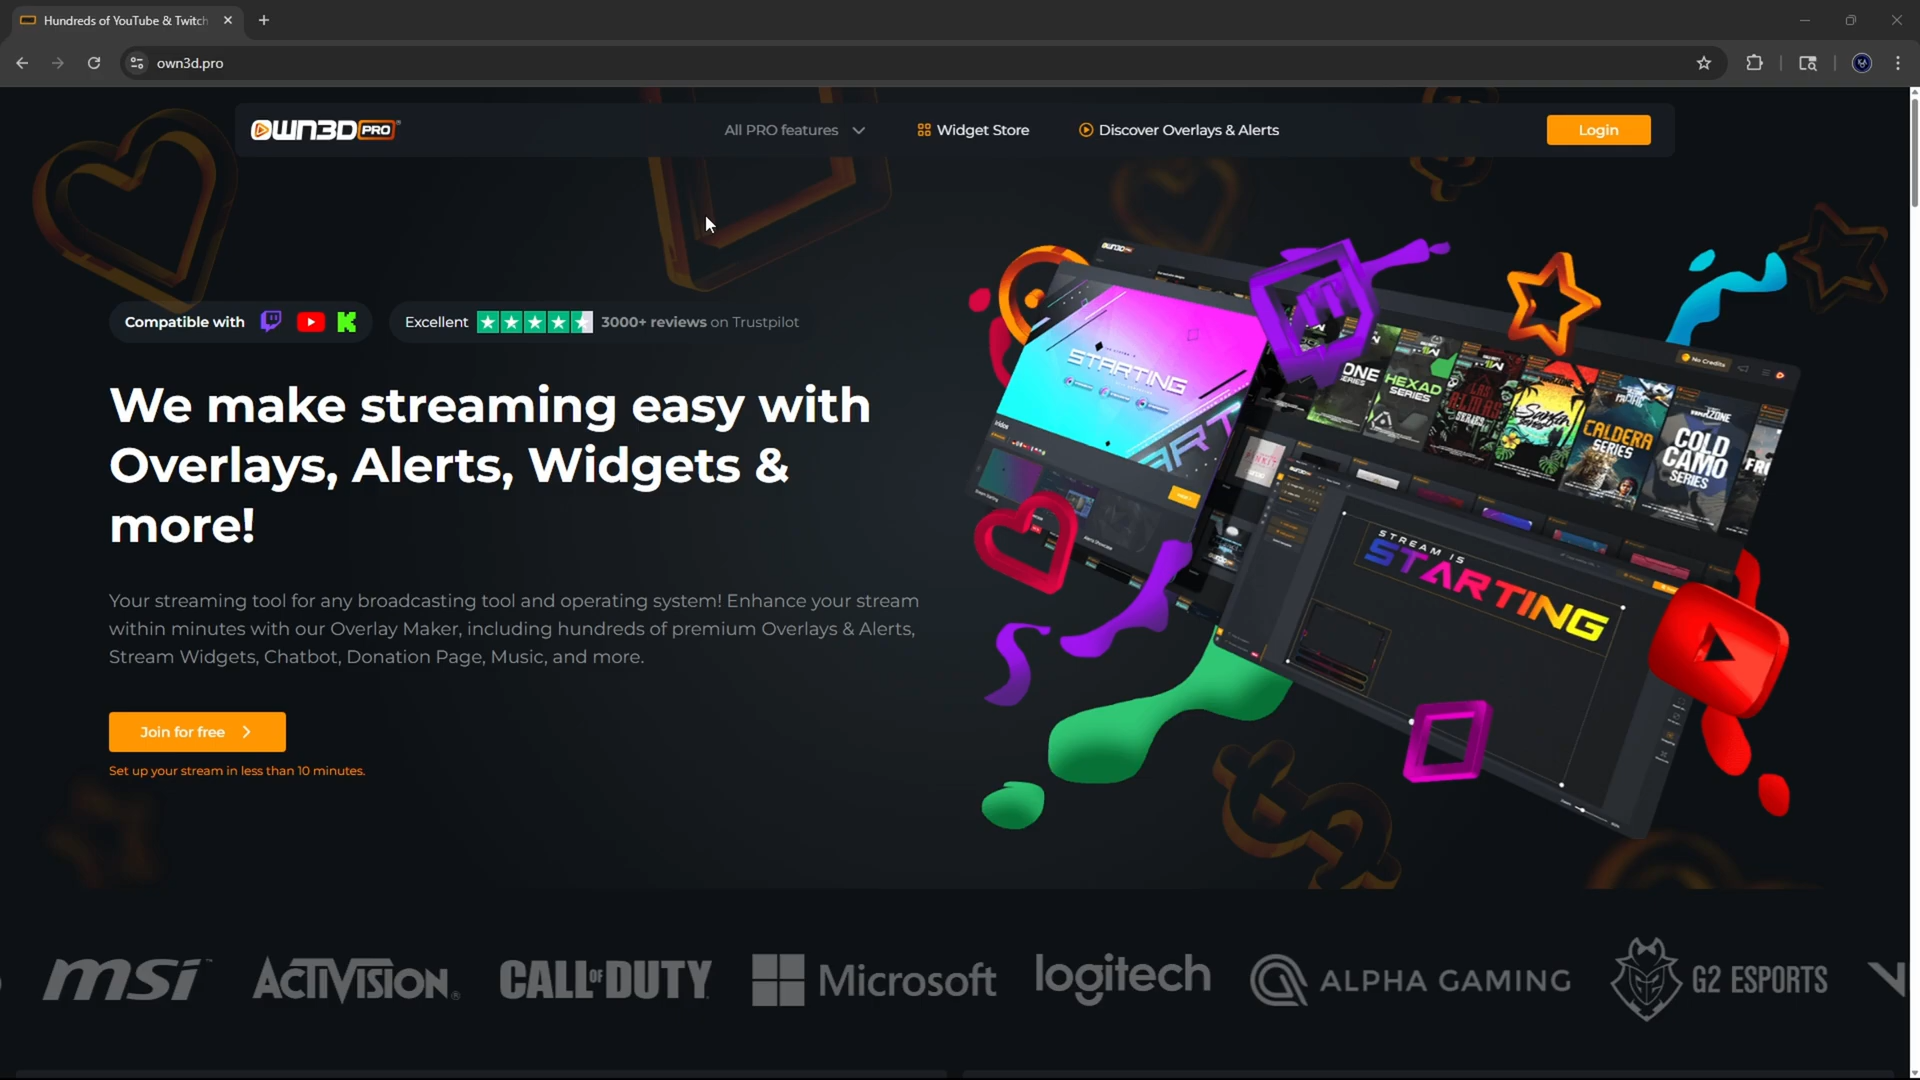 Hundreds of YouTube & Twitch
own3d.pro
OWN3D PRO
All PRO features
Widget Store
Discover Overlays & Alerts
Login
Compatible with
Excellent
3000+ reviews on Trustpilot
We make streaming easy with
Overlays, Alerts, Widgets &
more!
Your streaming tool for any broadcasting tool and operating system! Enhance your stream
within minutes with our Overlay Maker, including hundreds of premium Overlays & Alerts,
Stream Widgets, Chatbot, Donation Page, Music, and more.
Join for free
Set up your stream in less than 10 minutes.
No Credits
STARTING
HEXAD
SERIES
CALDERA
SERIES
COLD
CAMO
SERIES
STREAM IS
STARTING
msi
ACTIVISION
CALL OF DUTY
Microsoft
logitech
ALPHA GAMING
G2 ESPORTS